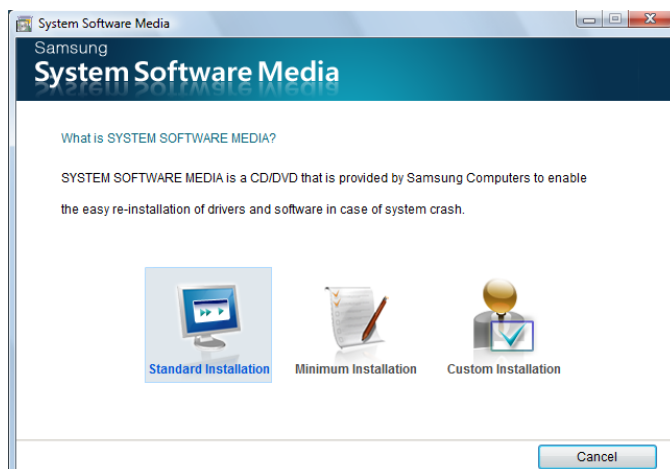 System Software Media
Samsung
System Software Media
What is SYSTEM SOFTWARE MEDIA?
SYSTEM SOFTWARE MEDIA is a CD/DVD that is provided by Samsung Computers to enable
the easy re-installation of drivers and software in case of system crash.
Standard Installation Minimum Installation Custom Installation
Cancel